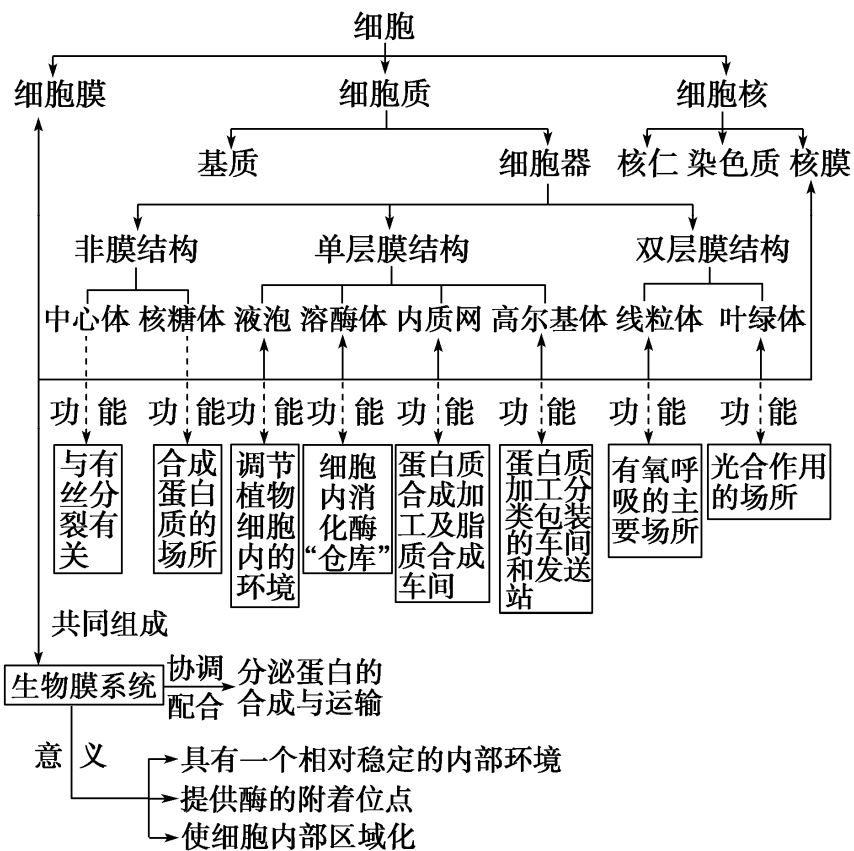 细胞
细胞膜 细胞质 细胞核
基质 细胞器 核仁 染色质 核膜
非膜结构 单层膜结构 双层膜结构
中心体 核糖体 液泡 溶酶体 内质网 高尔基体 线粒体 叶绿体
功能 功能 功能 功能 功能 功能 功能 功能
与有
丝分
裂有
关
合成
蛋白
质的
场所
调节
植物
细胞
内的
环境
细胞
内消
化酶
“仓库”
蛋白质
合成加
工及脂
质合成
车间
蛋白质
加工分
类包装
的车间
和发送
站
有氧呼
吸的主
要场所
光合作用
的场所
共同组成
生物膜系统
协调
配合
分泌蛋白的
合成与运输
意义
具有一个相对稳定的内部环境
提供酶的附着位点
使细胞内部区域化